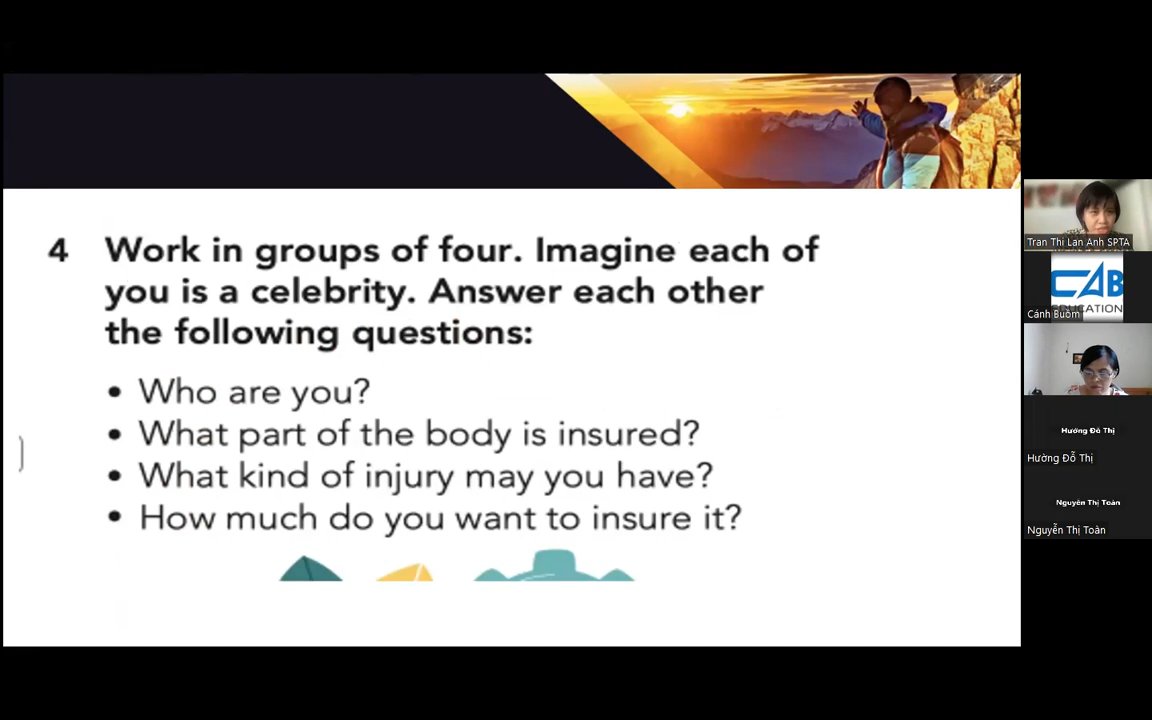 4 Work in groups of four. Imagine each of
you is a celebrity. Answer each other
the following questions:
• Who are you?
• What part of the body is insured?
• What kind of injury may you have?
• How much do you want to insure it?
Tran Thi Lan Anh SPTA
CAB
EDUCATION
Cánh Buồm
Hường Đỗ Thị
Hường Đỗ Thị
Nguyễn Thị Toàn
Nguyễn Thị Toàn